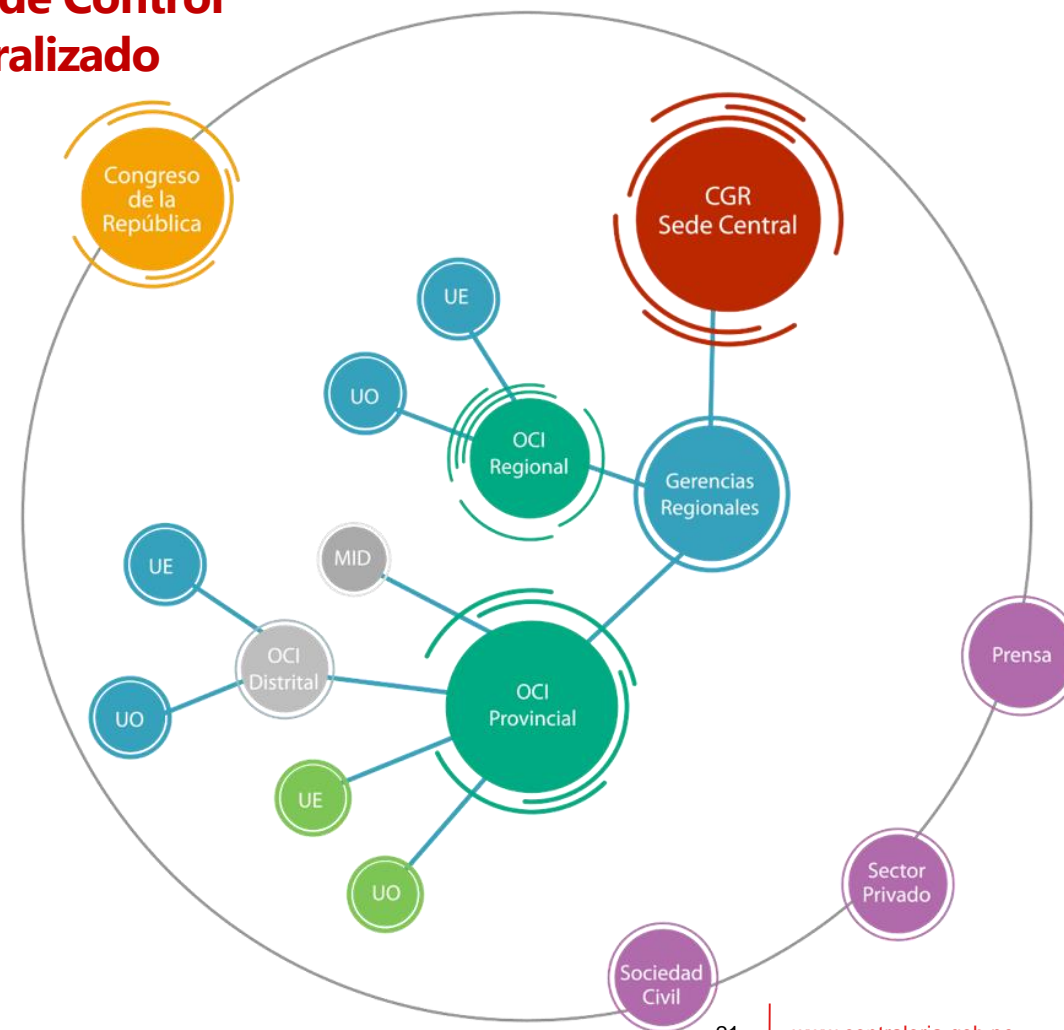 de Control
ralizado
Congreso
de la
República
CGR
Sede Central
UE
UO
OCI
Regional
Gerencias
Regionales
UE
MID
OCI
Distrital
UO
OCI
Provincial
Prensa
UE
UO
Sector
Privado
Sociedad
Civil